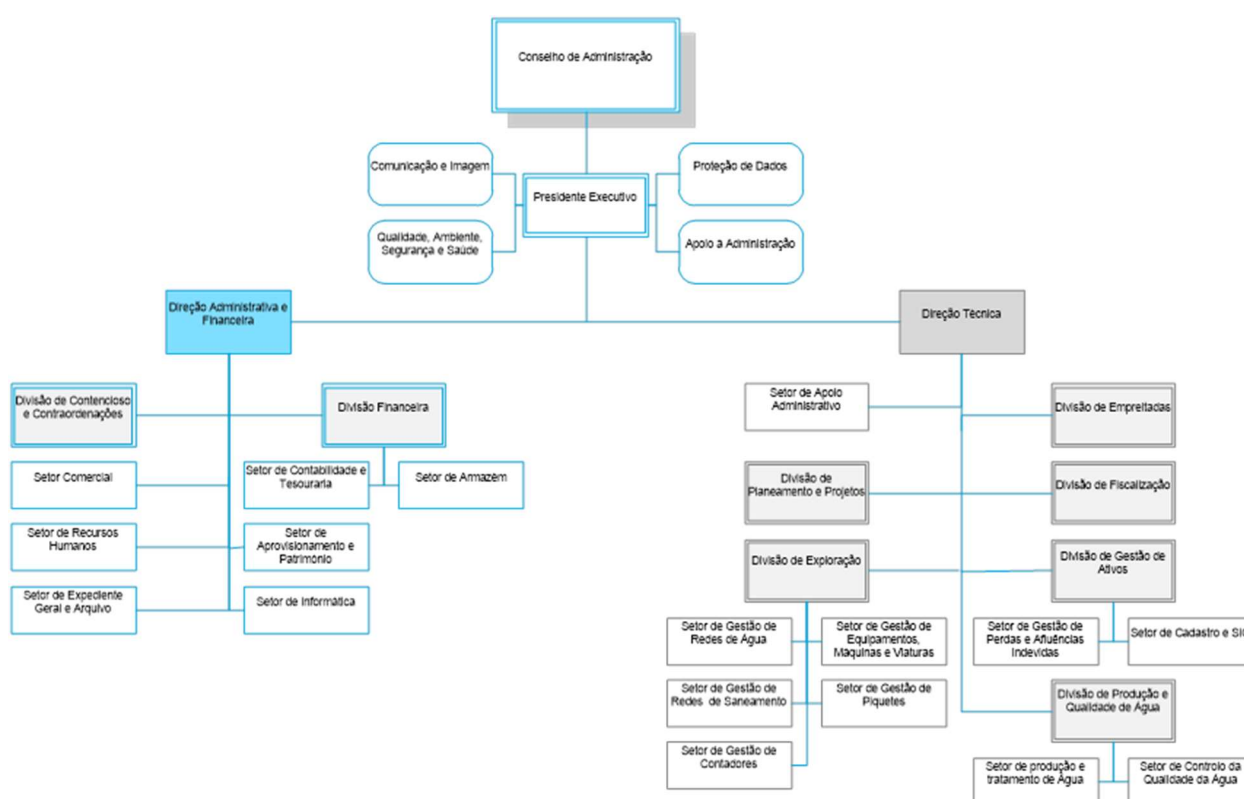 Conselho de Administração
Comunicação e Imagem
Proteção de Dados
Presidente Executivo
Qualidade, Ambiente,
Segurança e Saúde
Apoio à Administração
Direção Administrativa e
Financeira
Direção Técnica
Divisão de Contencioso
e Contraordenações
Divisão Financeira
Setor de Apoio
Administrativo
Divisão de Empreitadas
Setor Comercial
Setor de Contabilidade e
Tesouraria
Setor de Armazém
Divisão de
Planeamento e Projetos
Divisão de Fiscalização
Setor de Recursos
Humanos
Setor de
Aprovisionamento e
Património
Divisão de Exploração
Divisão de Gestão de
Ativos
Setor de Expediente
Geral e Arquivo
Setor de Informática
Setor de Gestão de
Redes de Água
Setor de Gestão de
Equipamentos,
Máquinas e Viaturas
Setor de Gestão de
Perdas e Afluências
Indevidas
Setor de Cadastro e
Setor de Gestão de
Redes de Saneamento
Setor de Gestão de
Piquetes
Divisão de Produção e
Qualidade de Água
Setor de Gestão de
Contadores
Setor de produção e
tratamento de Água
Setor de Controlo da
Qualidade da Água